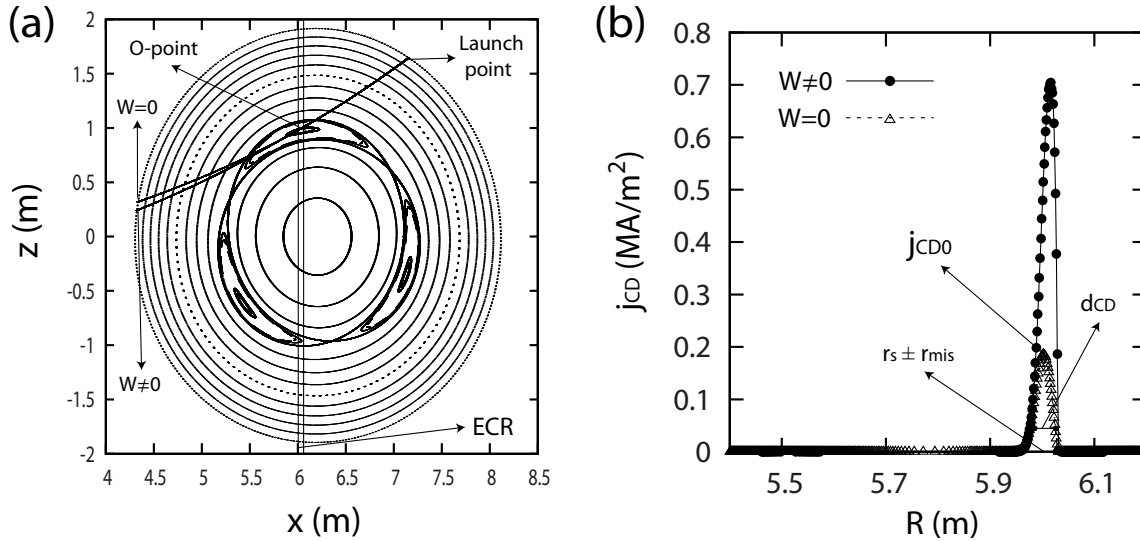 (a)
2
1.5
1
0.5
0
-0.5
-1
-1.5
-2
z (m)
4
4.5
5
5.5
6
6.5
7
7.5
8
8.5
x (m)
O-point
Launch
point
W=0
W≠0
ECR
(b)
0.8
0.7
0.6
0.5
0.4
0.3
0.2
0.1
0
jCD (MA/m²)
5.5
5.7
5.9
6.1
R (m)
W≠0
W=0
jCD0
dCD
rs ± rmis